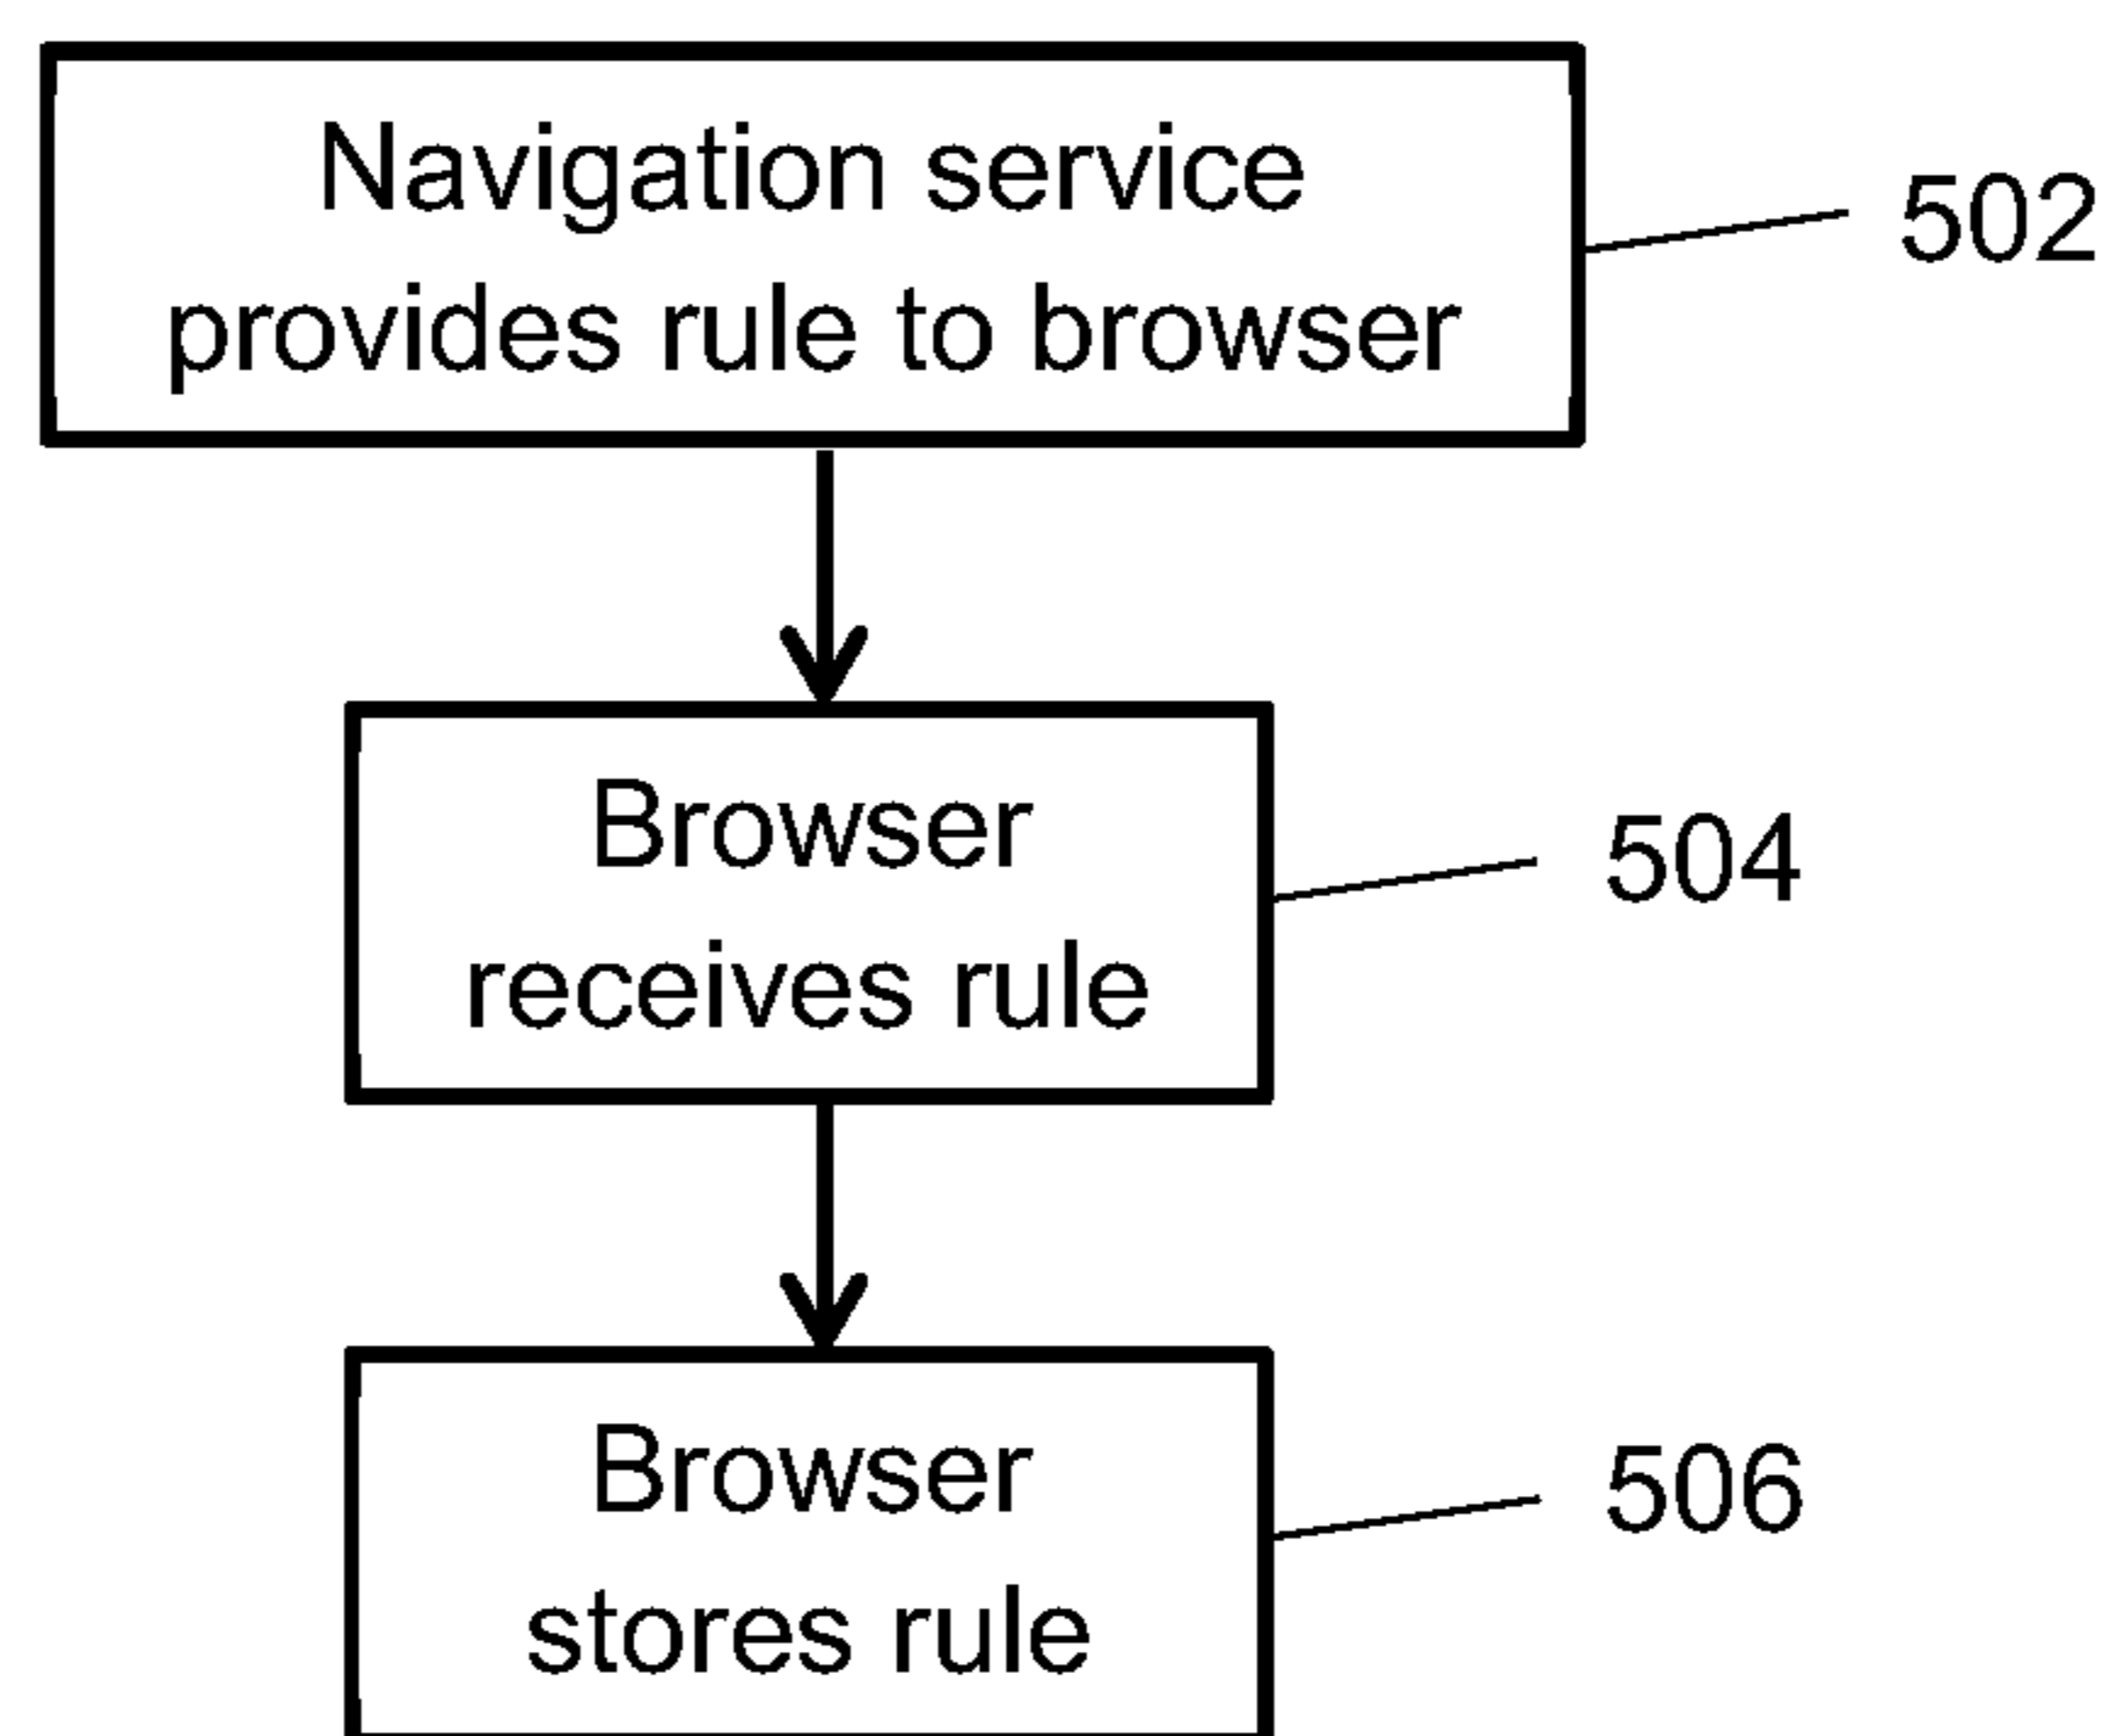 Navigation service
provides rule to browser
502
Browser
receives rule
504
Browser
stores rule
506